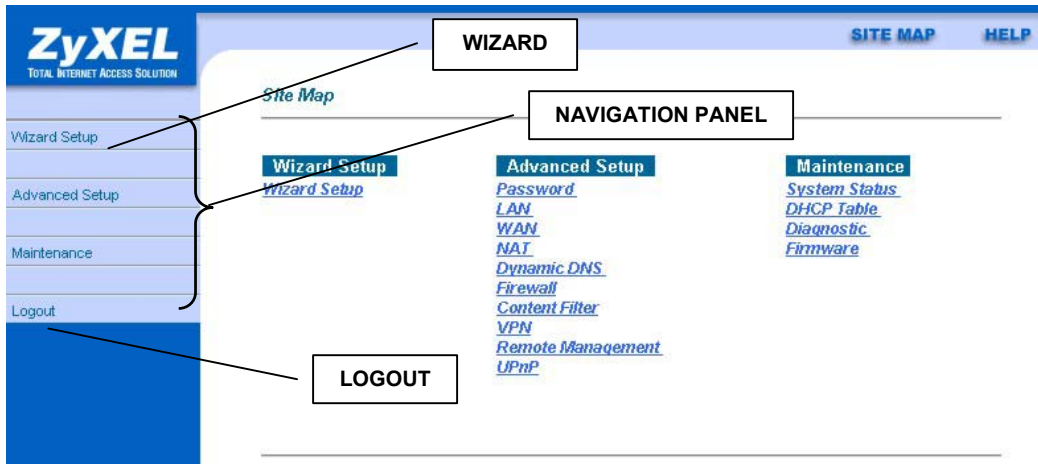 ZyXEL
TOTAL INTERNET ACCESS SOLUTION
WIZARD
SITE MAP HELP
Site Map
NAVIGATION PANEL
Wizard Setup
Advanced Setup
Maintenance
Logout
Wizard Setup
Wizard Setup
Advanced Setup
Password
LAN
WAN
NAT
Dynamic DNS
Firewall
Content Filter
VPN
Remote Management
UPnP
Maintenance
System Status
DHCP Table
Diagnostic
Firmware
LOGOUT